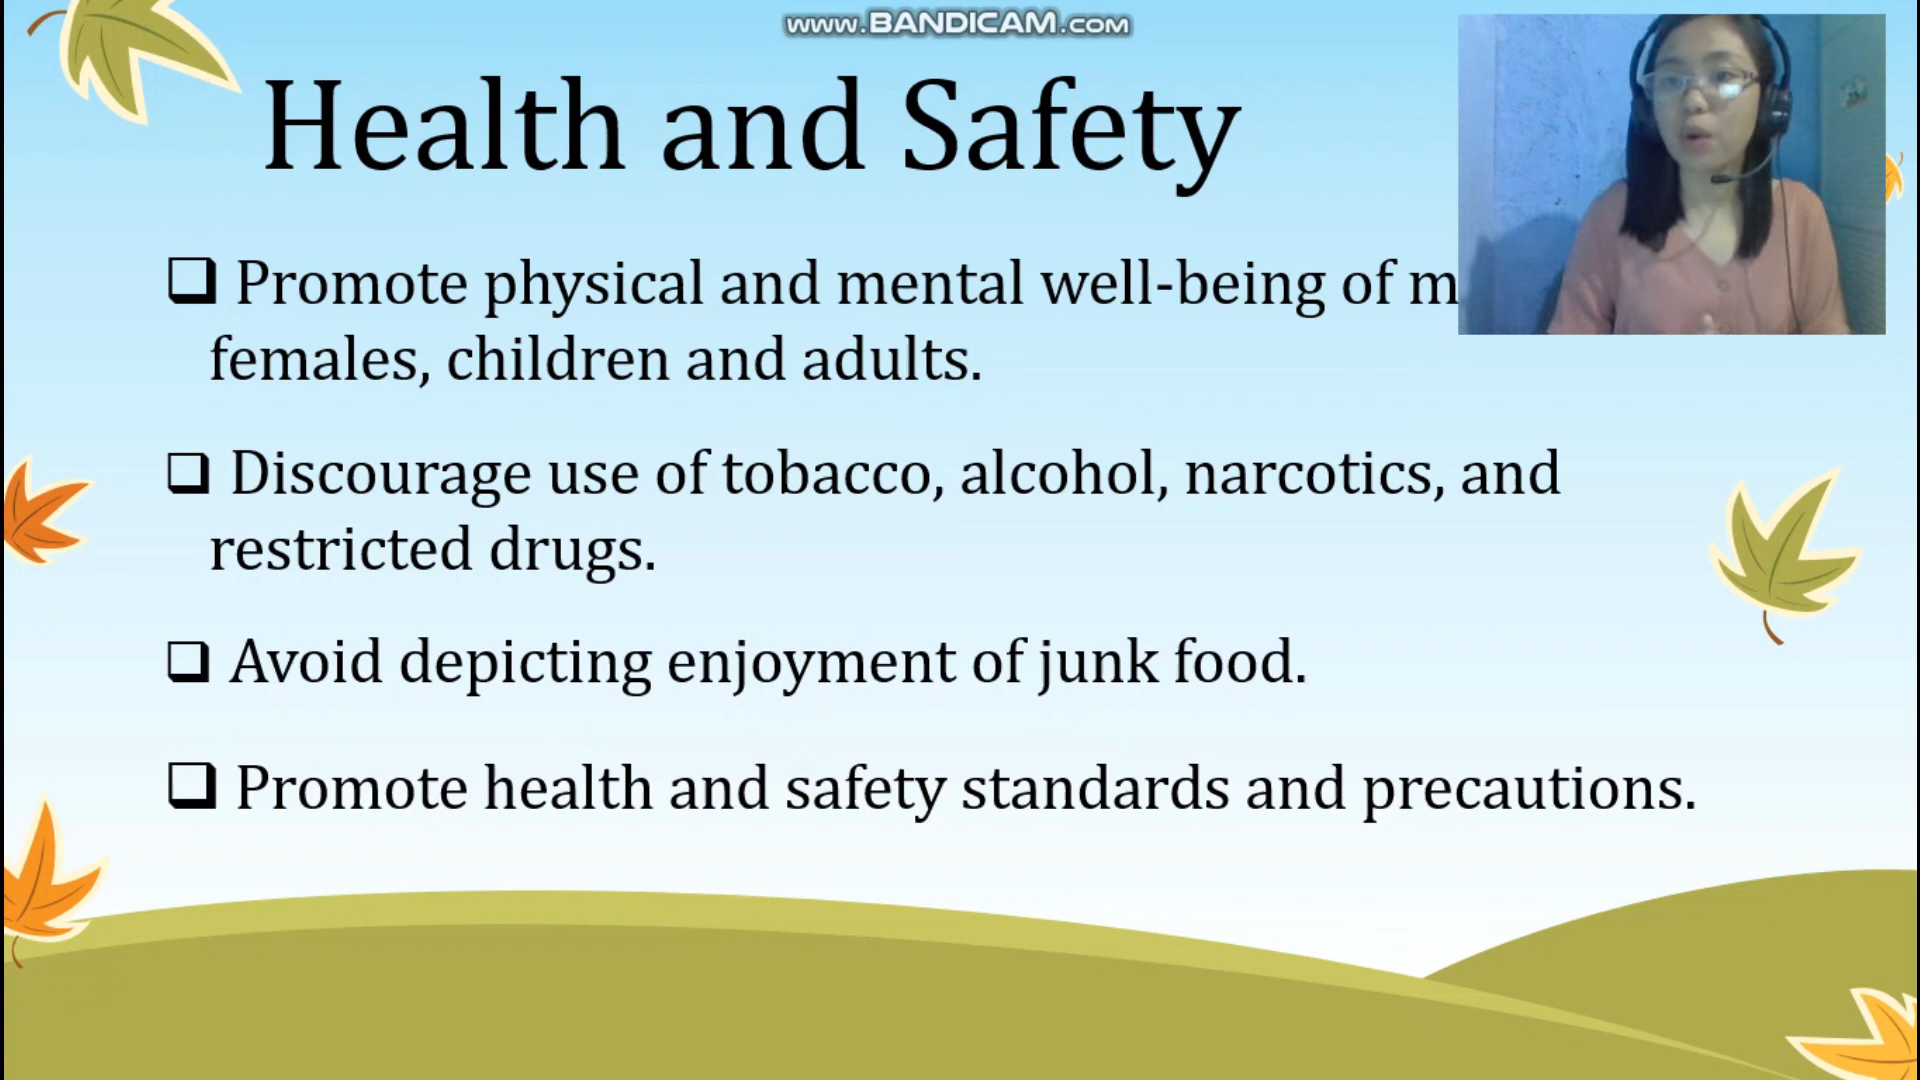 www.BANDICAM.com
Health and Safety
Promote physical and mental well-being of
females, children and adults.
Discourage use of tobacco, alcohol, narcotics, and
restricted drugs.
Avoid depicting enjoyment of junk food.
Promote health and safety standards and precautions.